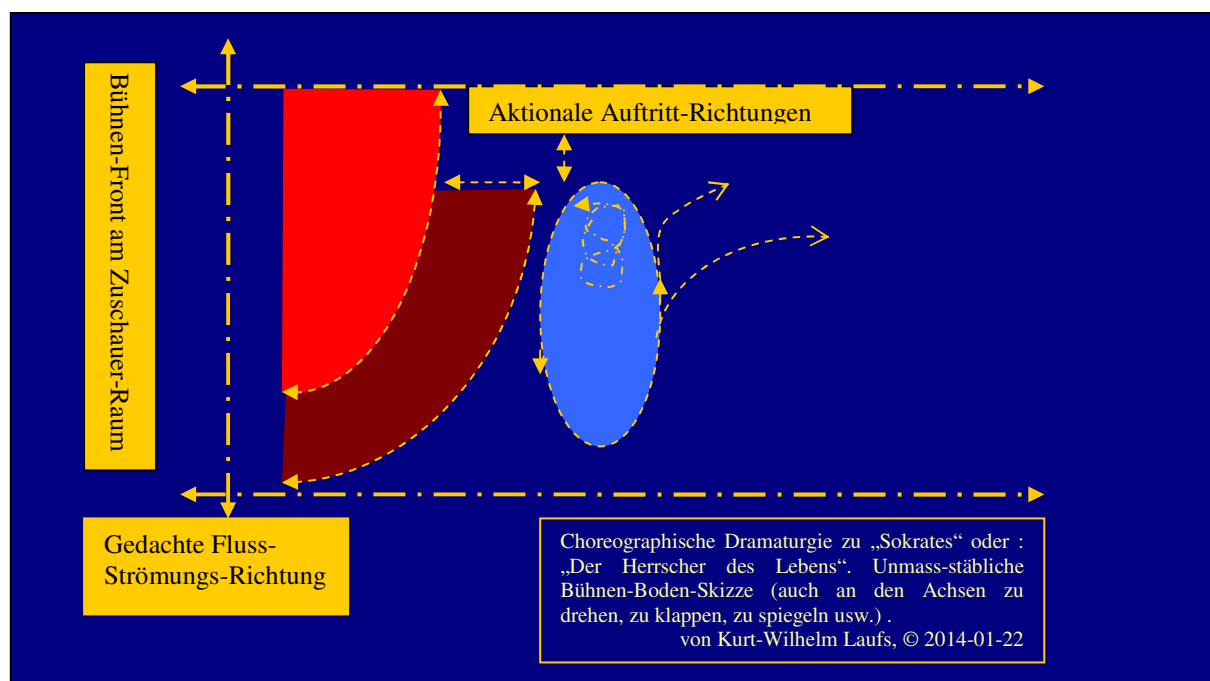 Bühnen-Front am Zuschauer-Raum
Aktionale Auftritt-Richtungen
Gedachte Fluss-
Strömungs-Richtung
Choreographische Dramaturgie zu „Sokrates“ oder :
„Der Herrscher des Lebens“. Unmass-stäbliche
Bühnen-Boden-Skizze (auch an den Achsen zu
drehen, zu klappen, zu spiegeln usw.) .
von Kurt-Wilhelm Laufs, © 2014-01-22